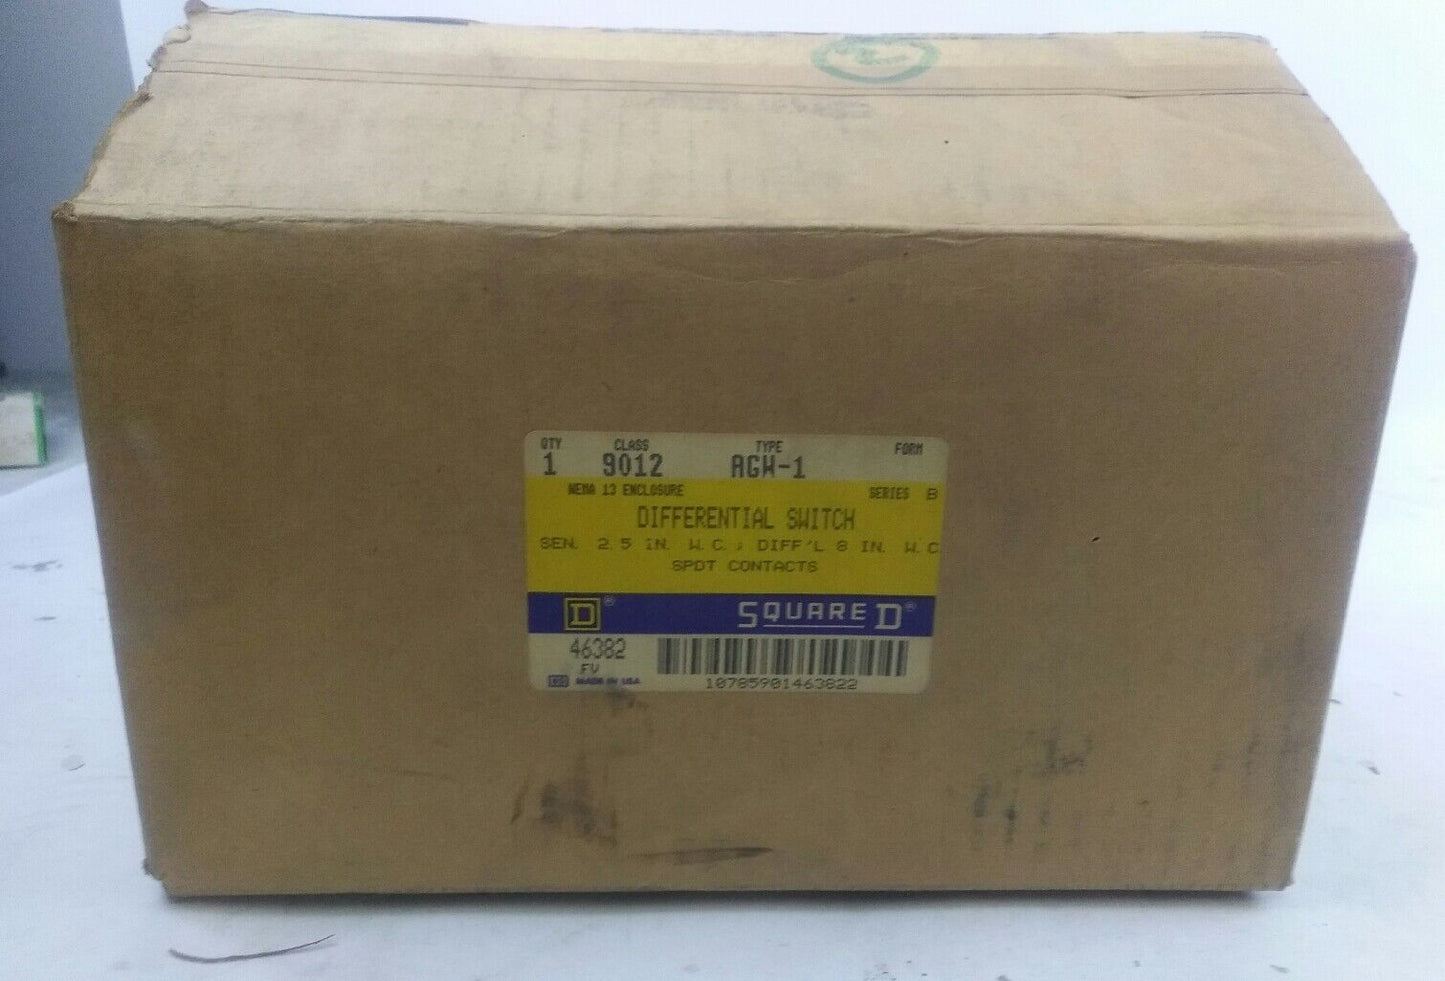 QTY CLASS TYPE FORM
1 9012 AGW-1
NEMA 13 ENCLOSURE SERIES B
DIFFERENTIAL SWITCH
SEN. 2.5 IN. W.C.; DIFF'L 8 IN. W.C
SPDT CONTACTS
D® SQUARE D®
46382
FV
MADE IN USA
10785901463822